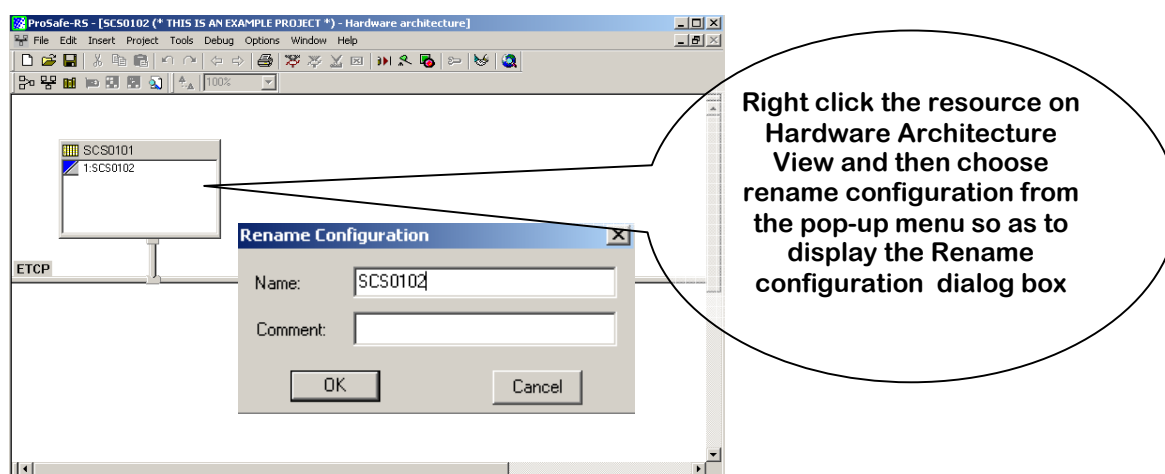 ProSafe-RS - [SCS0102 (* THIS IS AN EXAMPLE PROJECT *) - Hardware architecture]
File Edit Insert Project Tools Debug Options Window Help
100%
SCS0101
1:SCS0102
ETCP
Rename Configuration
Name:
SCS0102
Comment:
OK
Cancel
Right click the resource on
Hardware Architecture
View and then choose
rename configuration from
the pop-up menu so as to
display the Rename
configuration dialog box